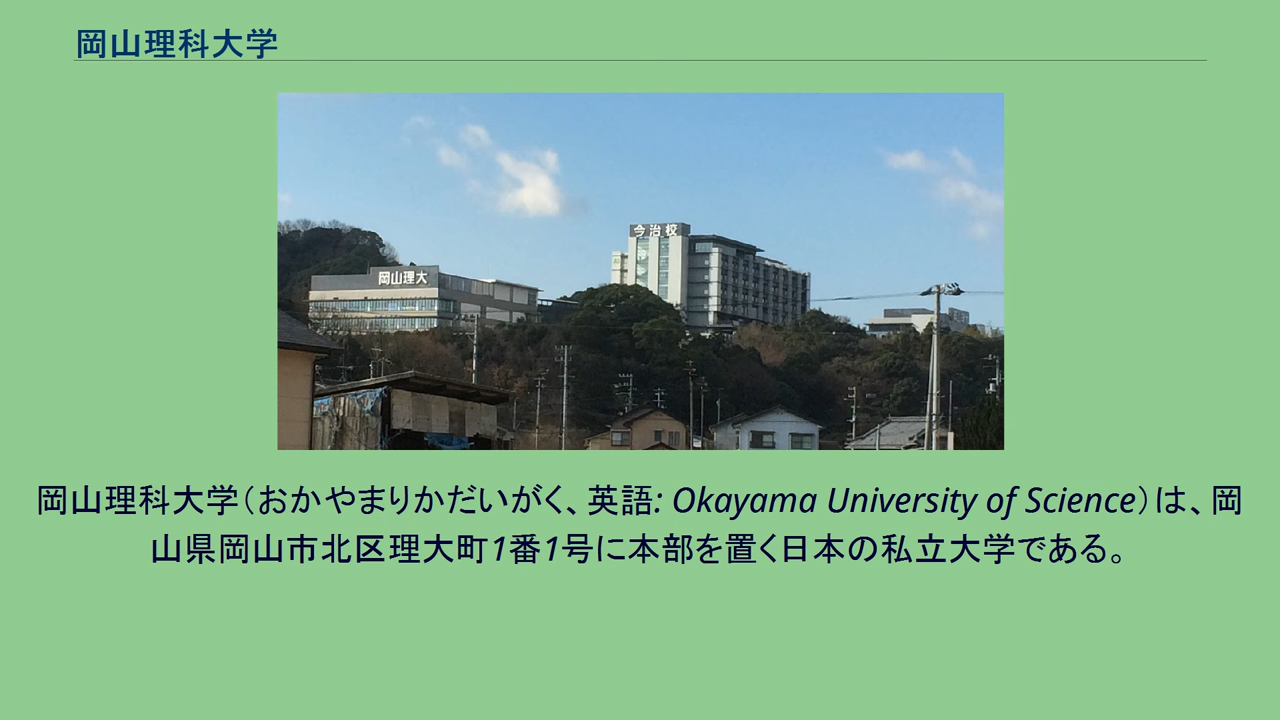 岡山理科大学
今治校
岡山理大
岡山理科大学（おかやまりかだいがく、英語: Okayama University of Science）は、岡
山県岡山市北区理大町1番1号に本部を置く日本の私立大学である。